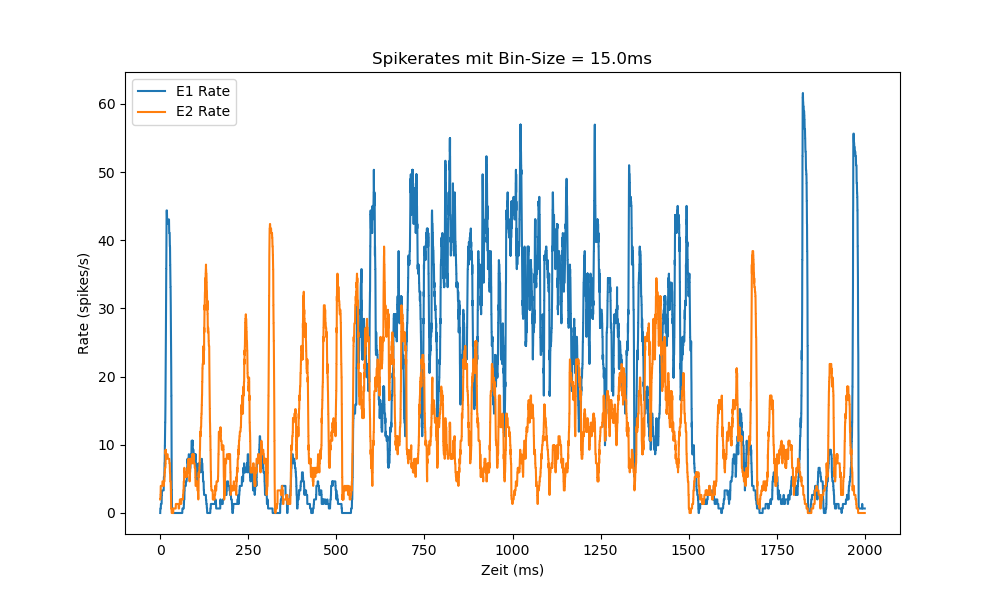 Spikerates mit Bin-Size = 15.0ms
E1 Rate
E2 Rate
60
50
40
30
20
10
0
Rate (spikes/s)
0 250 500 750 1000 1250 1500 1750 2000
Zeit (ms)